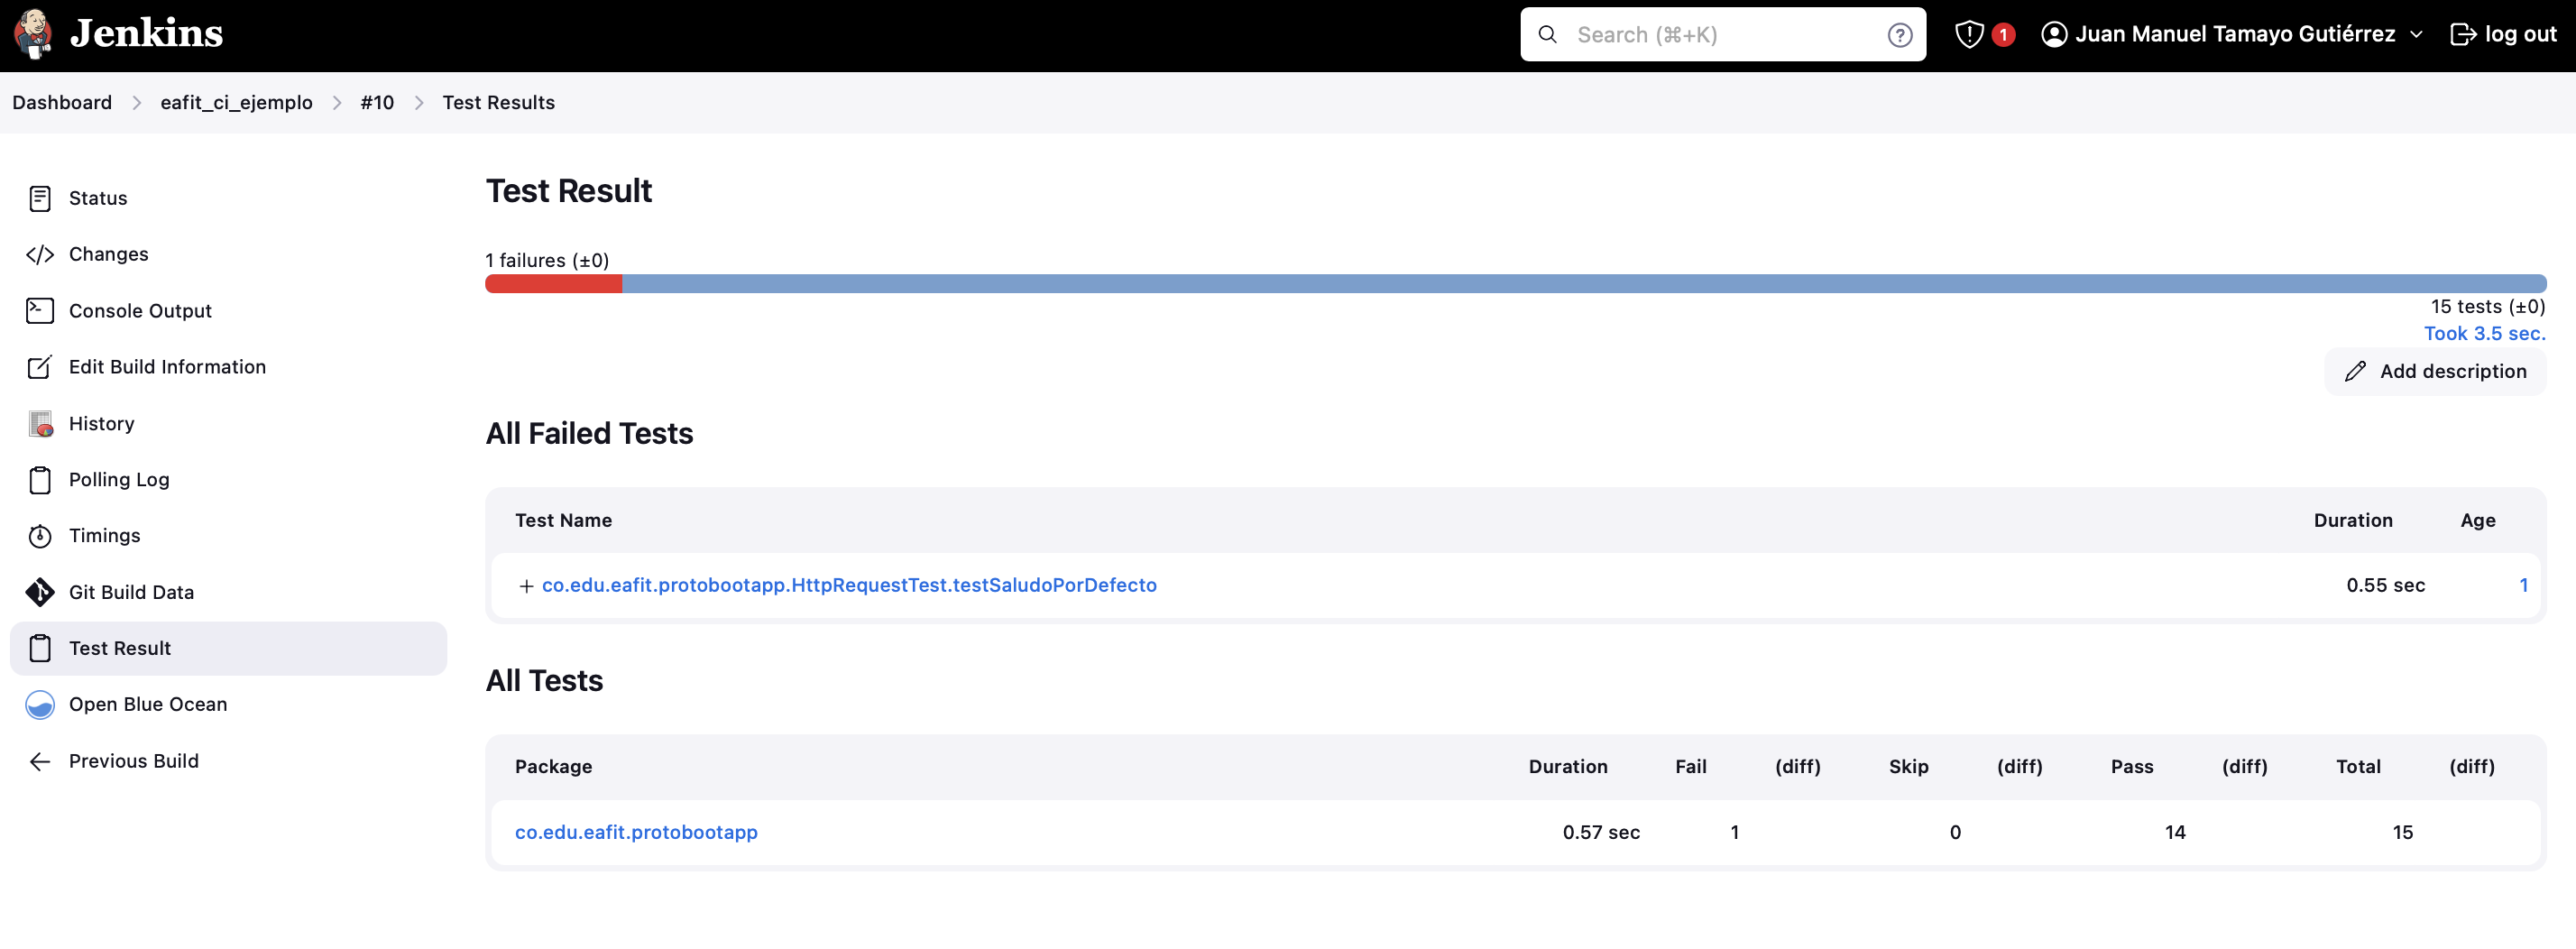 Jenkins
Search (⌘+K)
?
1
Juan Manuel Tamayo Gutiérrez
log out
Dashboard > eafit_ci_ejemplo > #10 > Test Results
Status
Changes
Console Output
Edit Build Information
History
Polling Log
Timings
Git Build Data
Test Result
Open Blue Ocean
Previous Build
Test Result
1 failures (±0)
15 tests (±0)
Took 3.5 sec.
Add description
All Failed Tests
Test Name Duration Age
+ co.edu.eafit.protobootapp.HttpRequestTest.testSaludoPorDefecto 0.55 sec 1
All Tests
Package Duration Fail (diff) Skip (diff) Pass (diff) Total (diff)
co.edu.eafit.protobootapp 0.57 sec 1 0 14 15